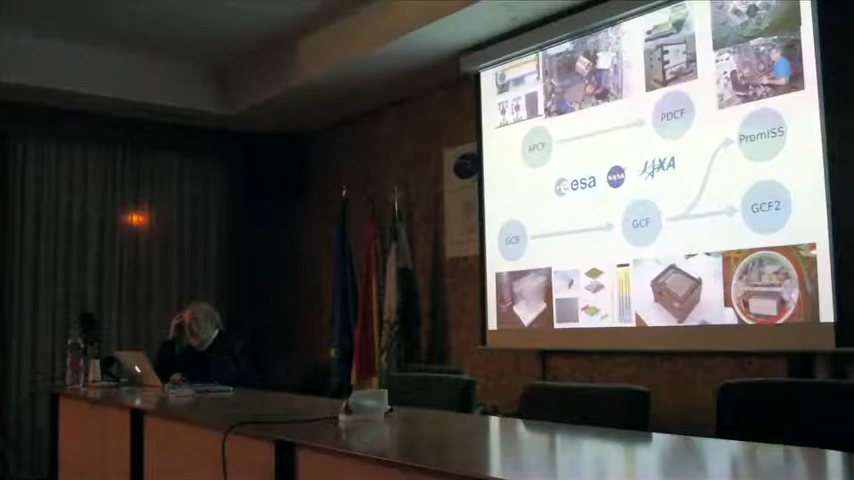 APCF
PDCF
PromISS
esa
NASA
JAXA
GCB
GCF
GCF2